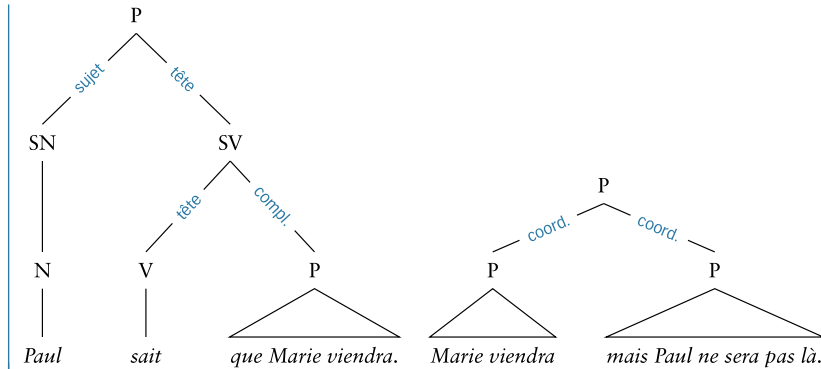 P
sujet tête
SN SV
P
tête compl.
coord. coord.
N V P P P
Paul sait que Marie viendra. Marie viendra mais Paul ne sera pas là.